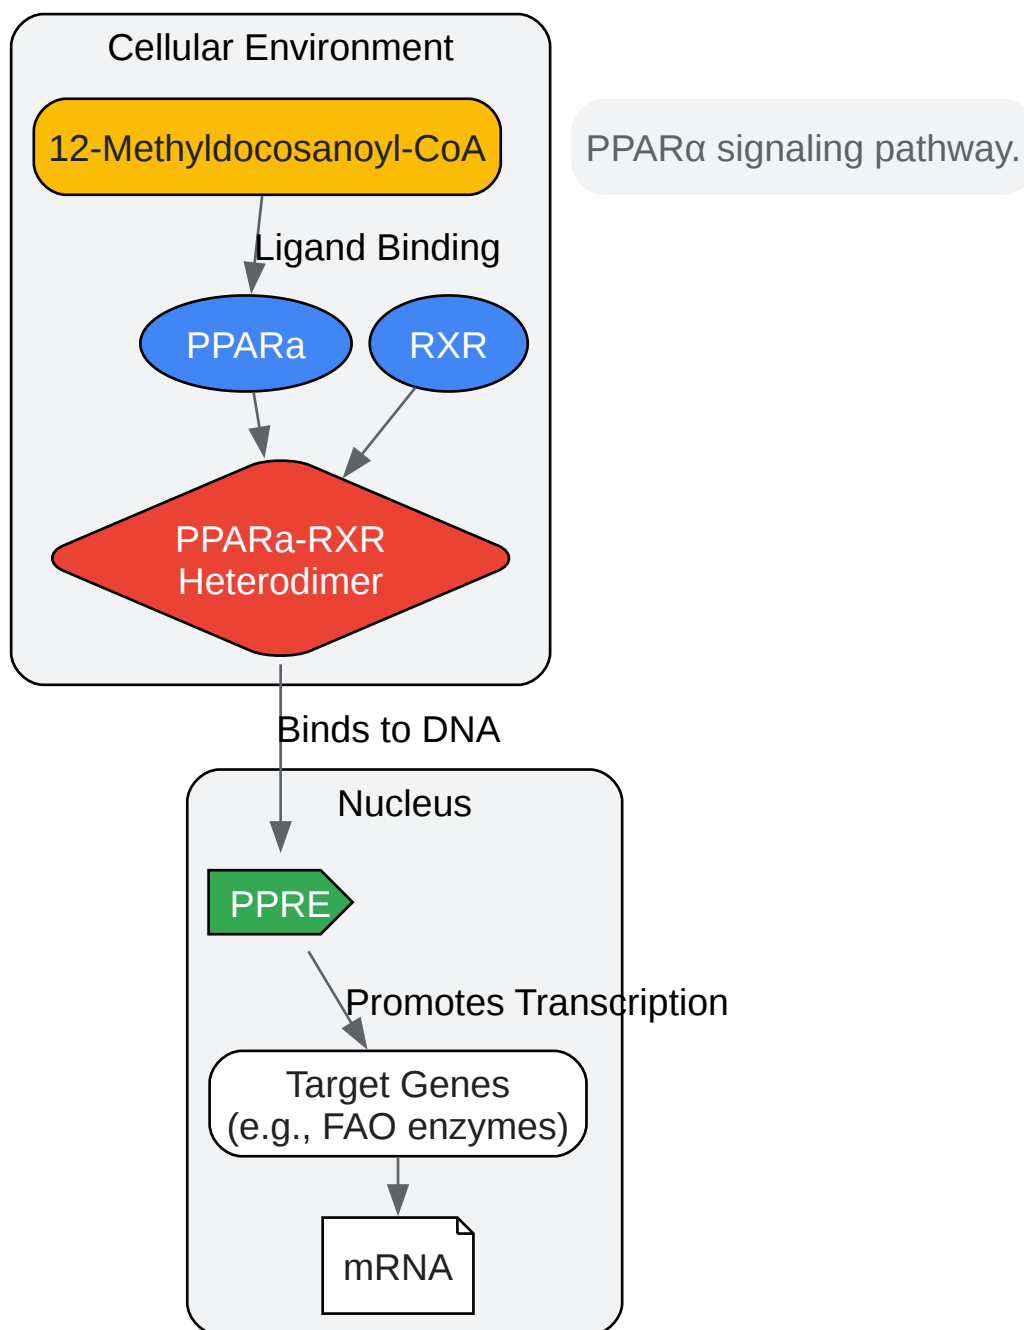 Cellular Environment
12-Methyldocosanoyl-CoA
PPARα signaling pathway.
Ligand Binding
PPARa
RXR
PPARa-RXR
Heterodimer
Binds to DNA
Nucleus
PPRE
Promotes Transcription
Target Genes
(e.g., FAO enzymes)
mRNA